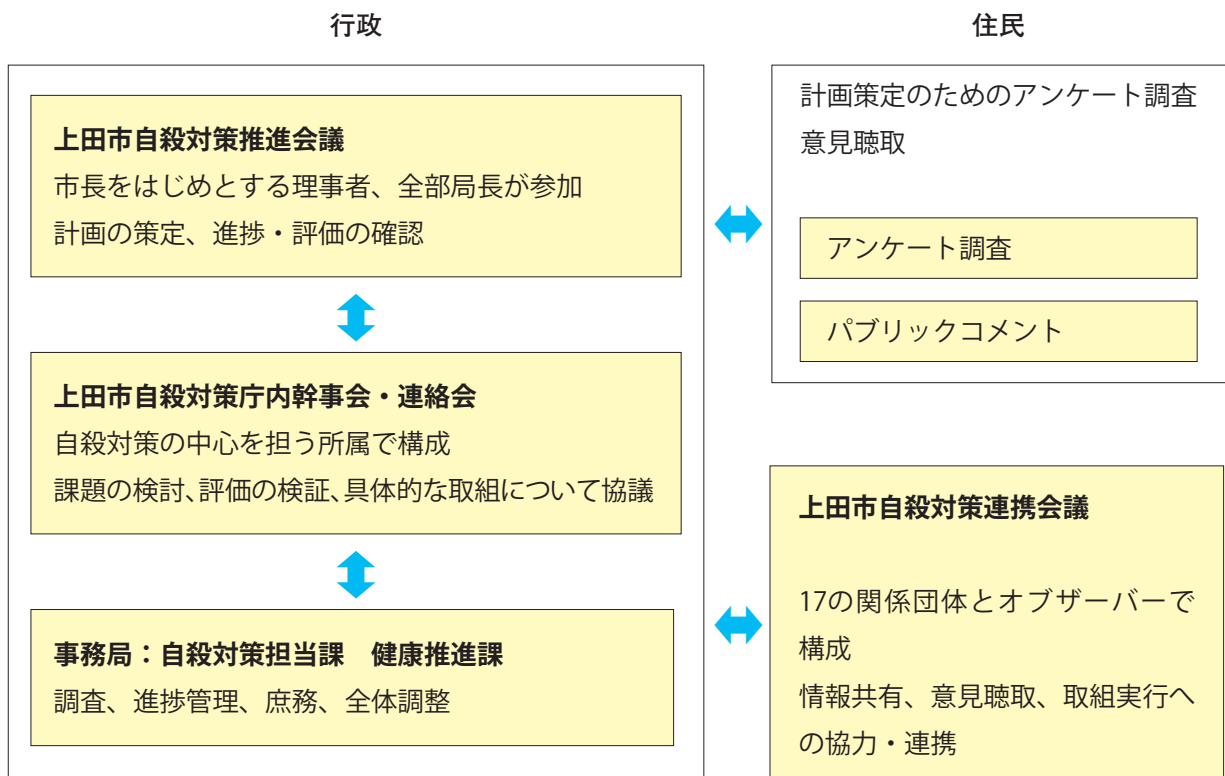 行政
上田市自殺対策推進会議
市長をはじめとする理事者、全部局長が参加
計画の策定、進捗・評価の確認
上田市自殺対策庁内幹事会・連絡会
自殺対策の中心を担う所属で構成
課題の検討、評価の検証、具体的な取組について協議
事務局：自殺対策担当課　健康推進課
調査、進捗管理、庶務、全体調整
住民
計画策定のためのアンケート調査
意見聴取
アンケート調査
パブリックコメント
上田市自殺対策連携会議
17の関係団体とオブザーバーで
構成
情報共有、意見聴取、取組実行へ
の協力・連携